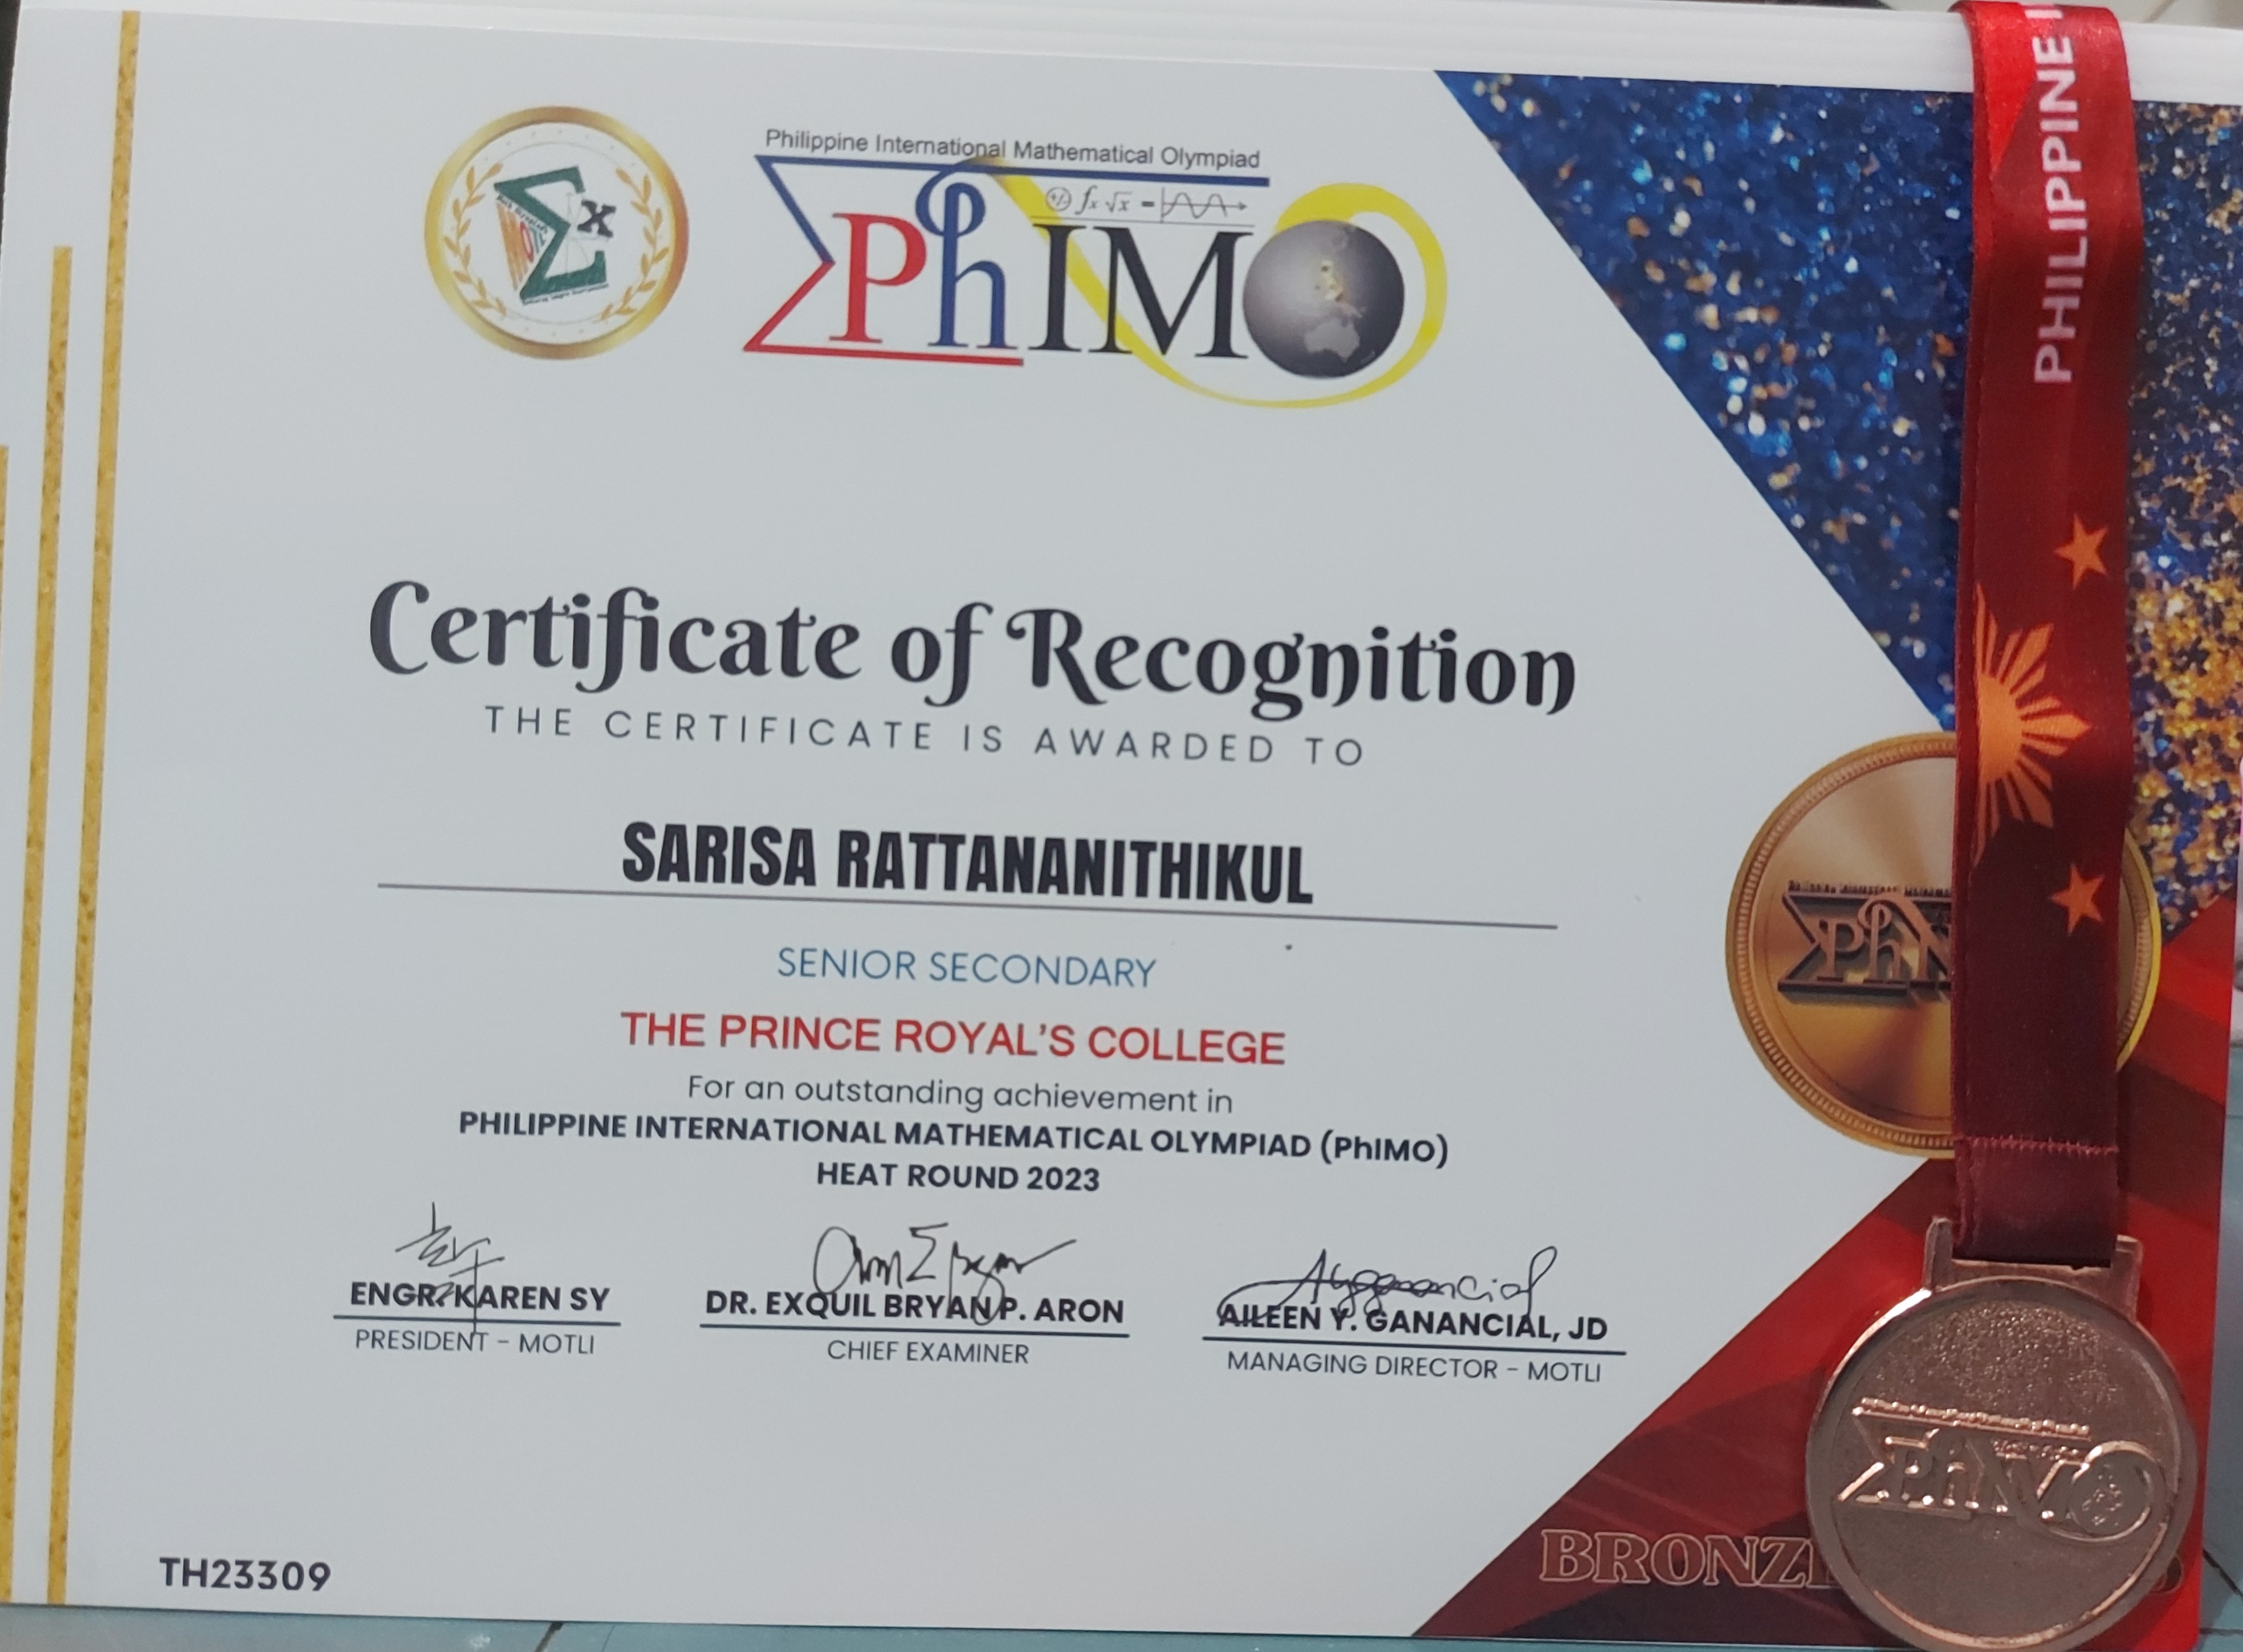 Philippine International Mathematical Olympiad
PhIMO
Certificate of Recognition
THE CERTIFICATE IS AWARDED TO
SARISA RATTANANITHIKUL
SENIOR SECONDARY
THE PRINCE ROYAL'S COLLEGE
For an outstanding achievement in
PHILIPPINE INTERNATIONAL MATHEMATICAL OLYMPIAD (PhIMO)
HEAT ROUND 2023
ENGR. KAREN SY
PRESIDENT - MOTLI
DR. EXQUIL BRYAN P. ARON
CHIEF EXAMINER
AILEEN Y. GANANCIAL, JD
MANAGING DIRECTOR - MOTLI
TH23309
PHILIPPINE
PhIMO